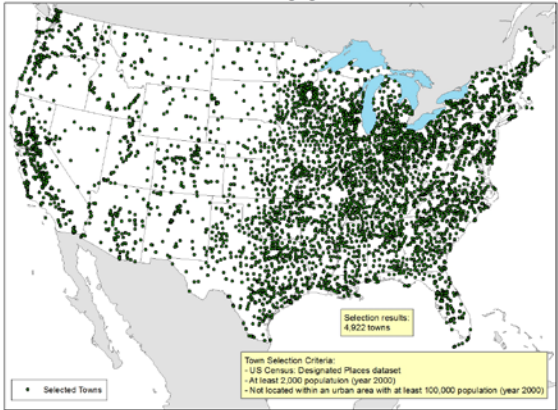 Selection results:
4,922 towns
Town Selection Criteria:
- US Census: Designated Places dataset
- At least 2,000 populatuion (year 2000)
- Not located within an urban area with at least 100,000 population (year 2000)
Selected Towns